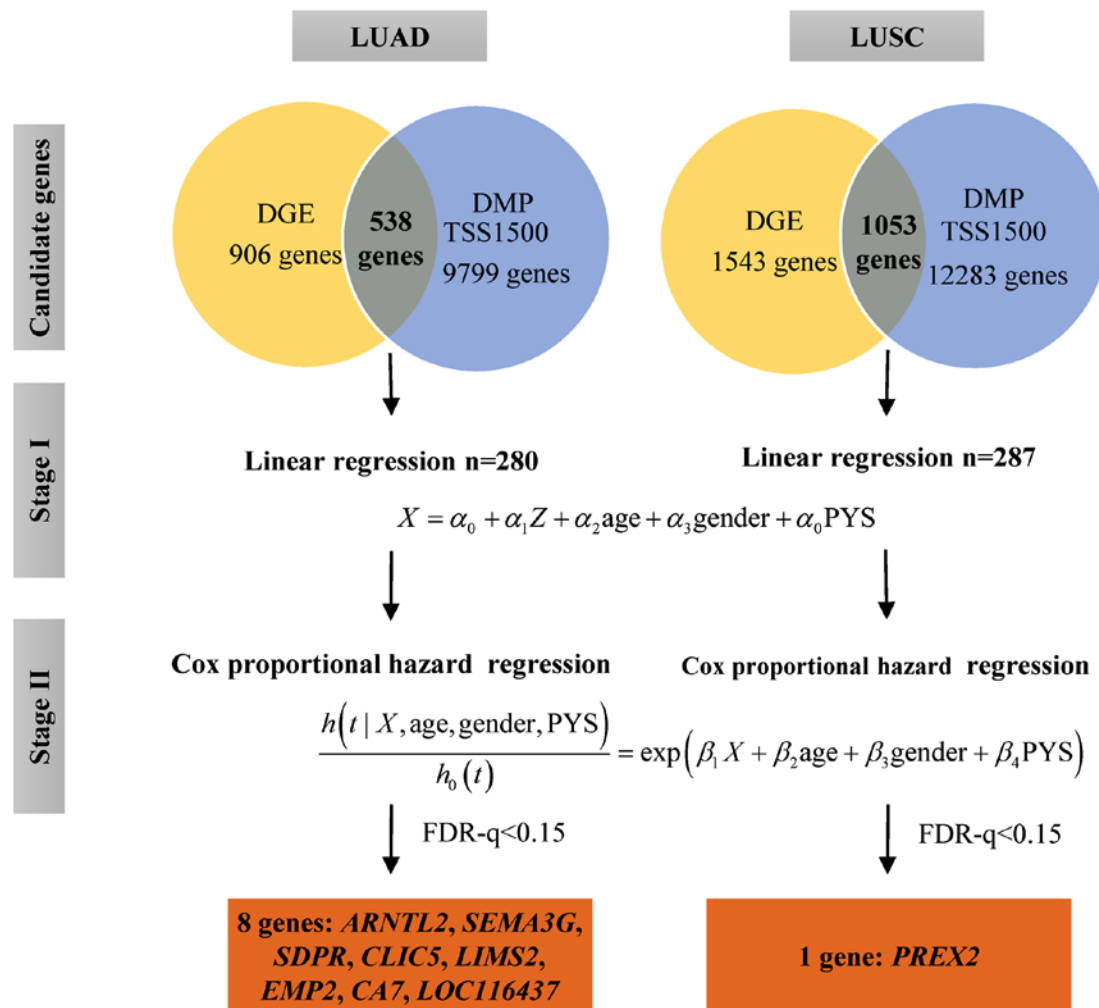 LUAD
LUSC
Candidate genes
DGE
906 genes
538
genes
DMP
TSS1500
9799 genes
DGE
1543 genes
1053
genes
DMP
TSS1500
12283 genes
Stage I
Linear regression n=280
Linear regression n=287
X = α₀ + α₁Z + α₂age + α₃gender + α₀PYS
Stage II
Cox proportional hazard regression
Cox proportional hazard regression
h(t | X, age, gender, PYS)
h₀(t)
= exp(β₁X + β₂age + β₃gender + β₄PYS)
FDR-q<0.15
FDR-q<0.15
8 genes: ARNTL2, SEMA3G,
SDPR, CLIC5, LIMS2,
EMP2, CA7, LOC116437
1 gene: PREX2